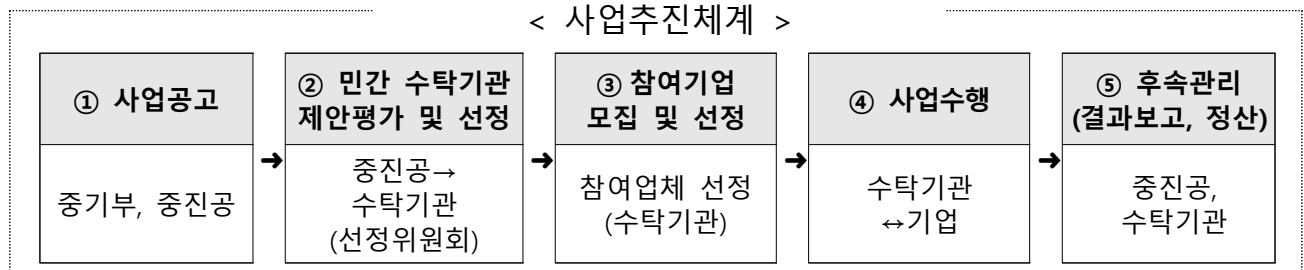 < 사업추진체계 >
① 사업공고
중기부, 중진공
➜
② 민간 수탁기관
제안평가 및 선정
중진공→
수탁기관
(선정위원회)
➜
③ 참여기업
모집 및 선정
참여업체 선정
(수탁기관)
➜
④ 사업수행
수탁기관
↔기업
➜
⑤ 후속관리
(결과보고, 정산)
중진공,
수탁기관